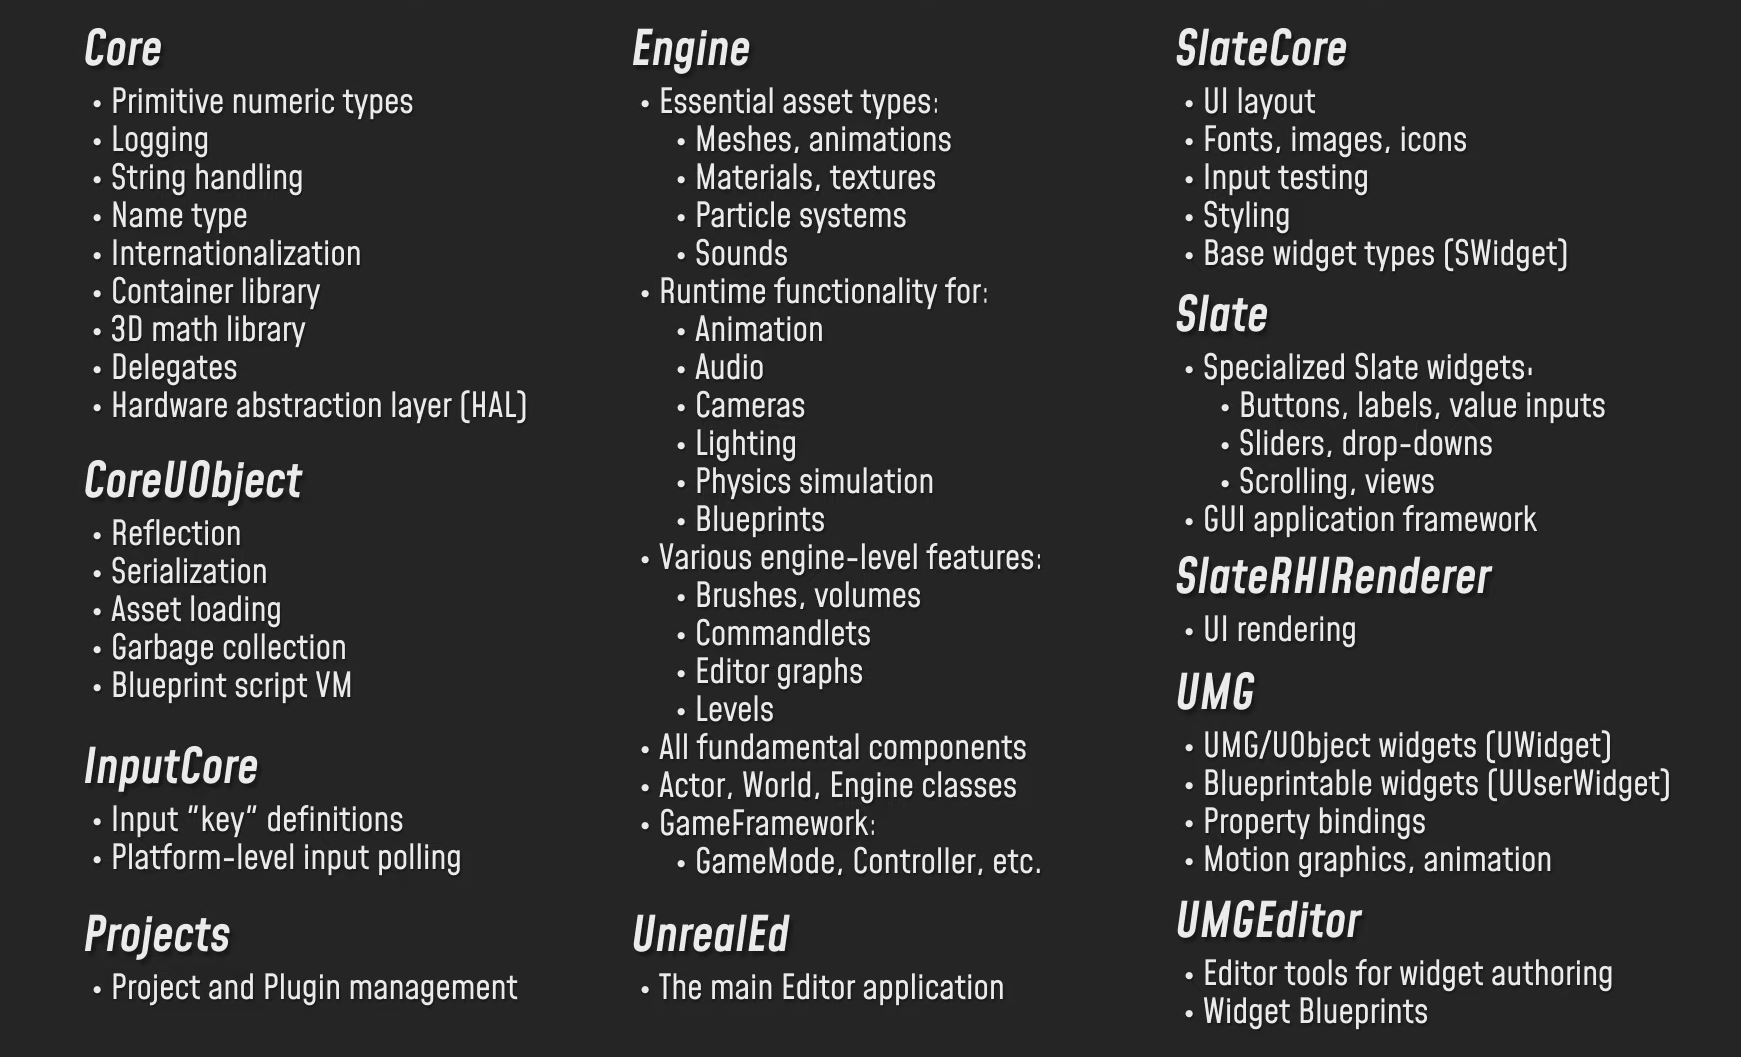 Core
• Primitive numeric types
• Logging
• String handling
• Name type
• Internationalization
• Container library
• 3D math library
• Delegates
• Hardware abstraction layer (HAL)
CoreUObject
• Reflection
• Serialization
• Asset loading
• Garbage collection
• Blueprint script VM
InputCore
• Input “key” definitions
• Platform-level input polling
Projects
• Project and Plugin management
Engine
• Essential asset types:
• Meshes, animations
• Materials, textures
• Particle systems
• Sounds
• Runtime functionality for:
• Animation
• Audio
• Cameras
• Lighting
• Physics simulation
• Blueprints
• Various engine-level features:
• Brushes, volumes
• Commandlets
• Editor graphs
• Levels
• All fundamental components
• Actor, World, Engine classes
• GameFramework:
• GameMode, Controller, etc.
UnrealEd
• The main Editor application
SlateCore
• UI layout
• Fonts, images, icons
• Input testing
• Styling
• Base widget types (SWidget)
Slate
• Specialized Slate widgets:
• Buttons, labels, value inputs
• Sliders, drop-downs
• Scrolling, views
• GUI application framework
SlateRHIRenderer
• UI rendering
UMG
• UMG/UObject widgets (UWidget)
• Blueprintable widgets (UUserWidget)
• Property bindings
• Motion graphics, animation
UMGEditor
• Editor tools for widget authoring
• Widget Blueprints